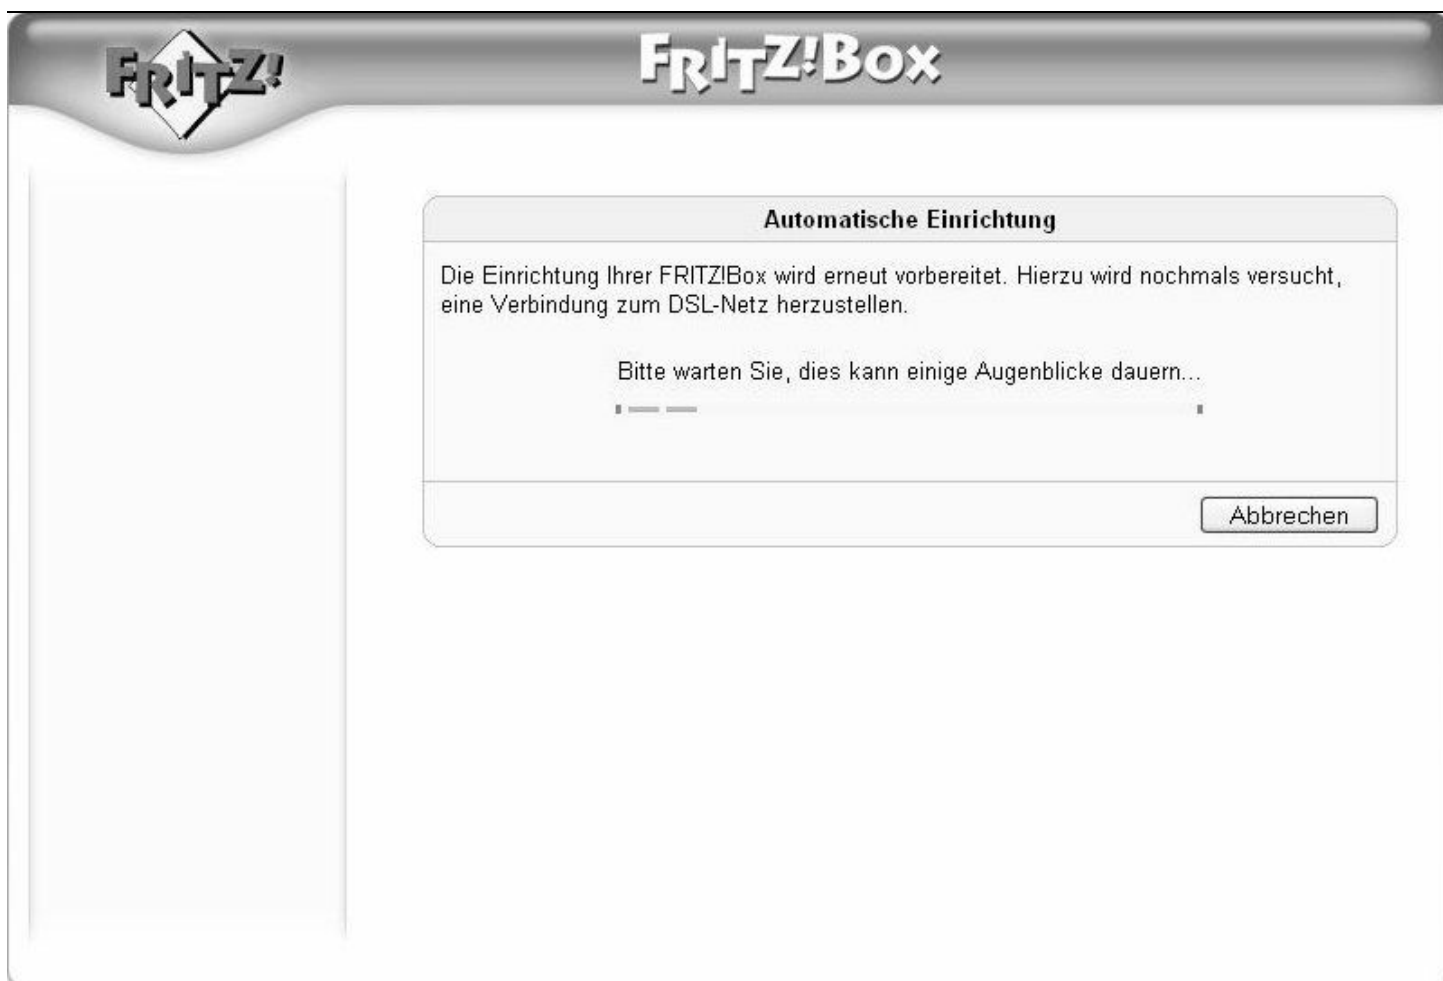 FRITZ!
FRITZ!Box
Automatische Einrichtung
Die Einrichtung Ihrer FRITZ!Box wird erneut vorbereitet. Hierzu wird nochmals versucht,
eine Verbindung zum DSL-Netz herzustellen.
Bitte warten Sie, dies kann einige Augenblicke dauern...
Abbrechen